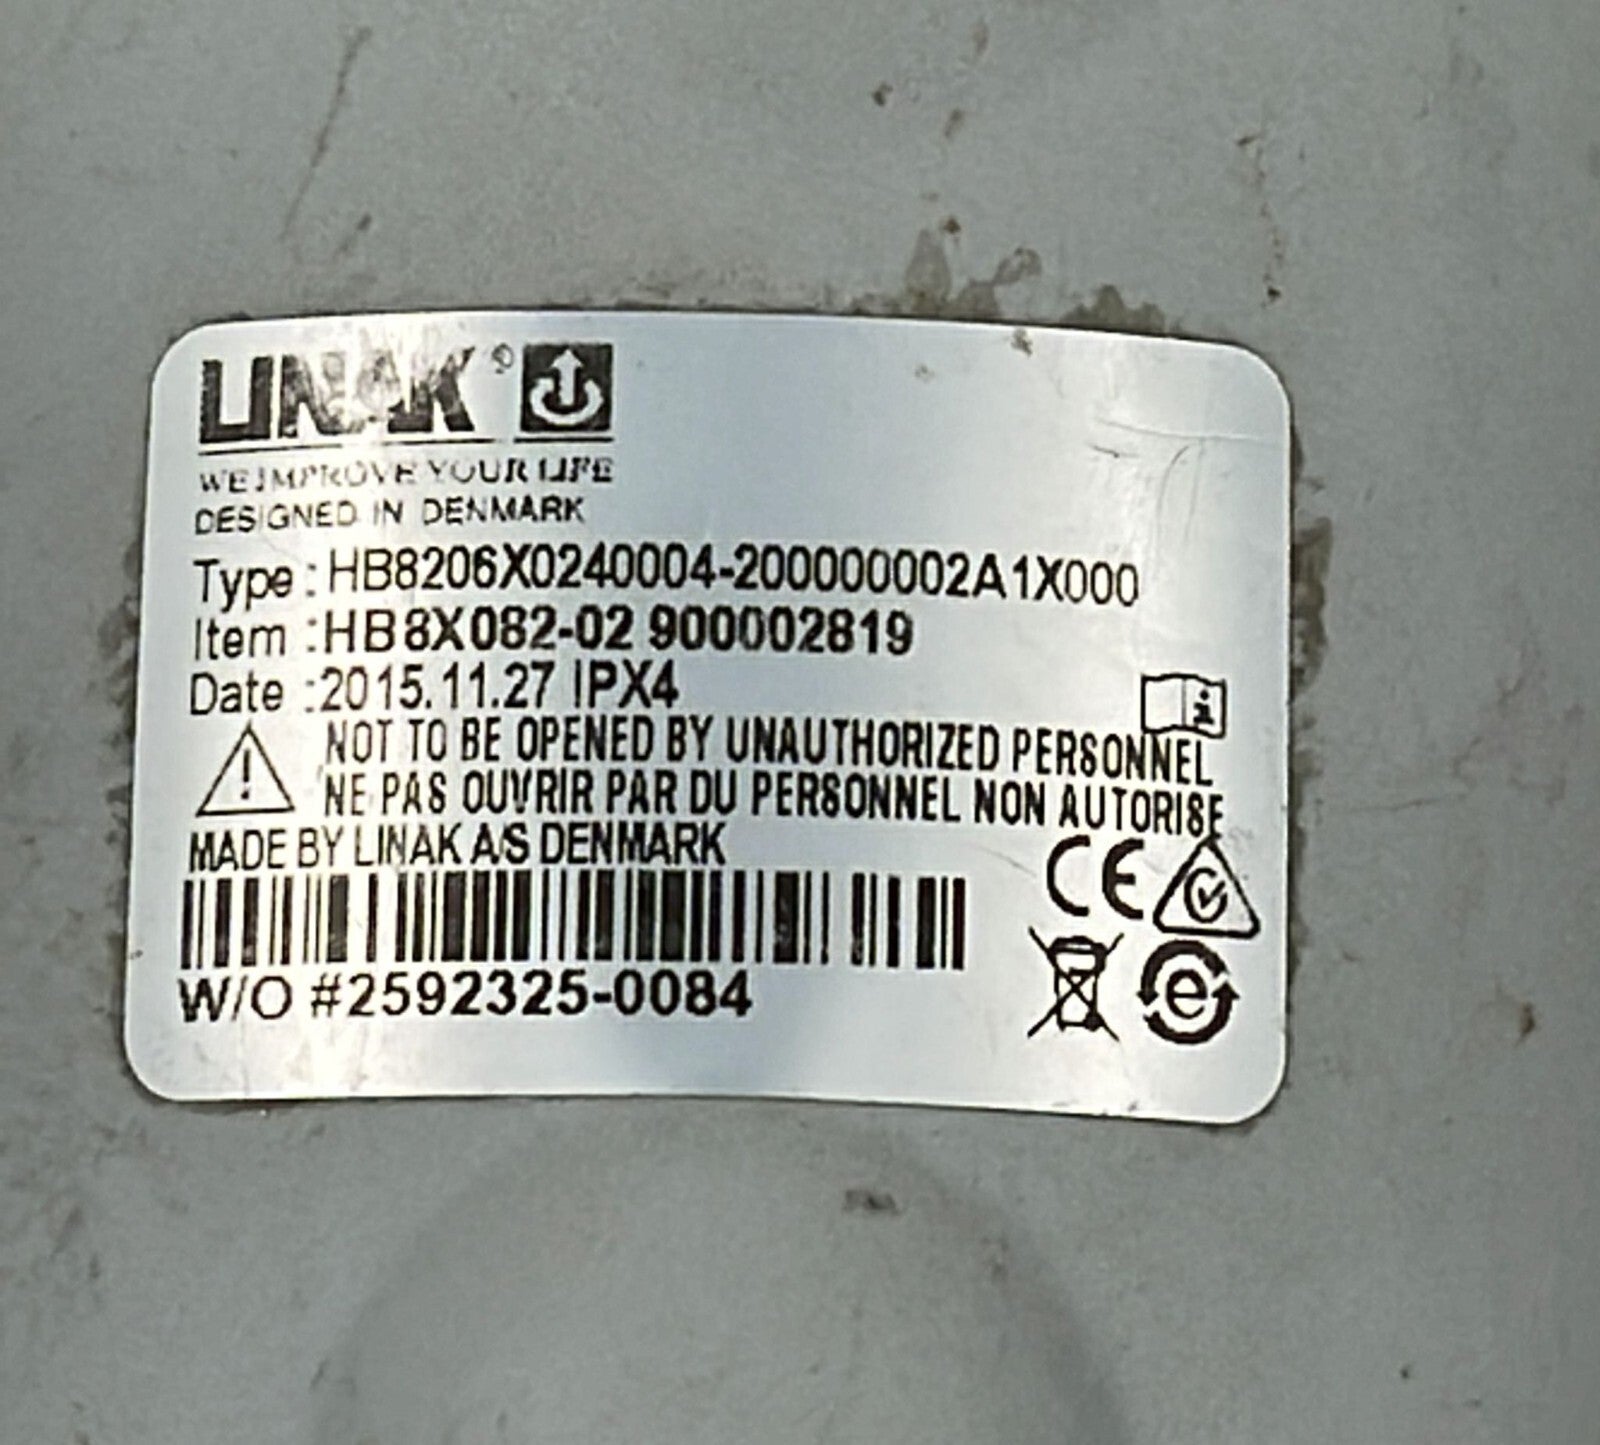 LINAK®
WE IMPROVE YOUR LIFE
DESIGNED IN DENMARK
Type : HB8206X0240004-200000002A1X000
Item :HB8X082-02 900002819
Date :2015.11.27 IPX4
NOT TO BE OPENED BY UNAUTHORIZED PERSONNEL
NE PAS OUVRIR PAR DU PERSONNEL NON AUTORISE
MADE BY LINAK A/S DENMARK
CE
W/O #2592325-0084
e